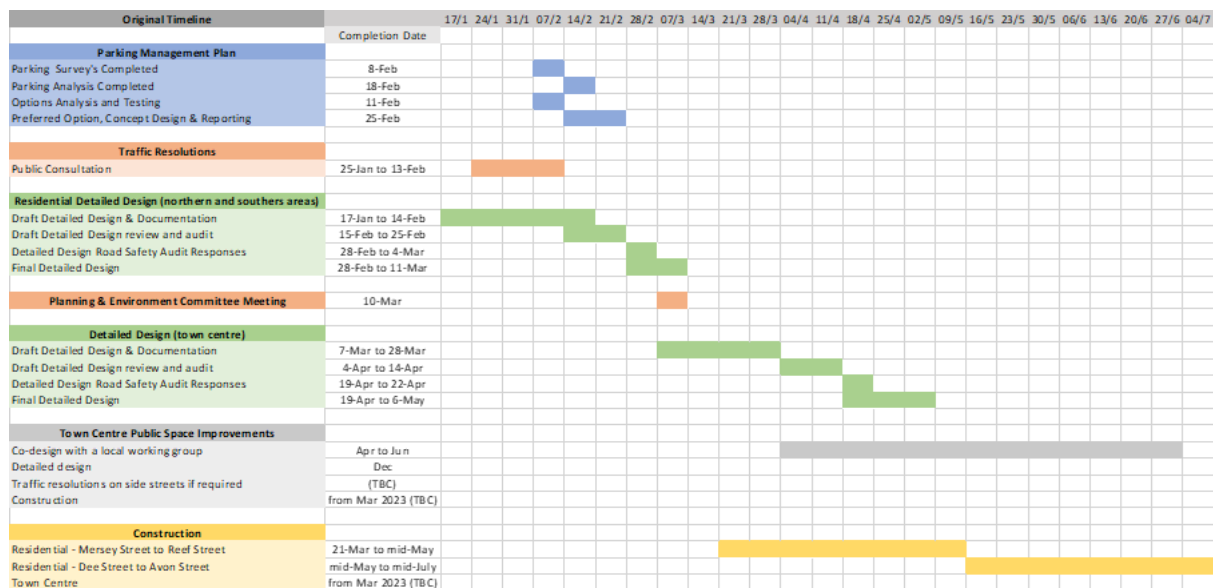 Original Timeline 17/1 24/1 31/1 07/2 14/2 21/2 28/2 07/3 14/3 21/3 28/3 04/4 11/4 18/4 25/4 02/5 09/5 16/5 23/5 30/5 06/6 13/6 20/6 27/6 04/7
Completion Date
Parking Management Plan
Parking Survey's Completed 8-Feb
Parking Analysis Completed 18-Feb
Options Analysis and Testing 11-Feb
Preferred Option, Concept Design & Reporting 25-Feb
Traffic Resolutions
Public Consultation 25-Jan to 13-Feb
Residential Detailed Design (northern and southers areas)
Draft Detailed Design & Documentation 17-Jan to 14-Feb
Draft Detailed Design review and audit 15-Feb to 25-Feb
Detailed Design Road Safety Audit Responses 28-Feb to 4-Mar
Final Detailed Design 28-Feb to 11-Mar
Planning & Environment Committee Meeting 10-Mar
Detailed Design (town centre)
Draft Detailed Design & Documentation 7-Mar to 28-Mar
Draft Detailed Design review and audit 4-Apr to 14-Apr
Detailed Design Road Safety Audit Responses 19-Apr to 22-Apr
Final Detailed Design 19-Apr to 6-May
Town Centre Public Space Improvements
Co-design with a local working group Apr to Jun
Detailed design Dec
Traffic resolutions on side streets if required (TBC)
Construction from Mar 2023 (TBC)
Construction
Residential - Mersey Street to Reef Street 21-Mar to mid-May
Residential - Dee Street to Avon Street mid-May to mid-July
Town Centre from Mar 2023 (TBC)